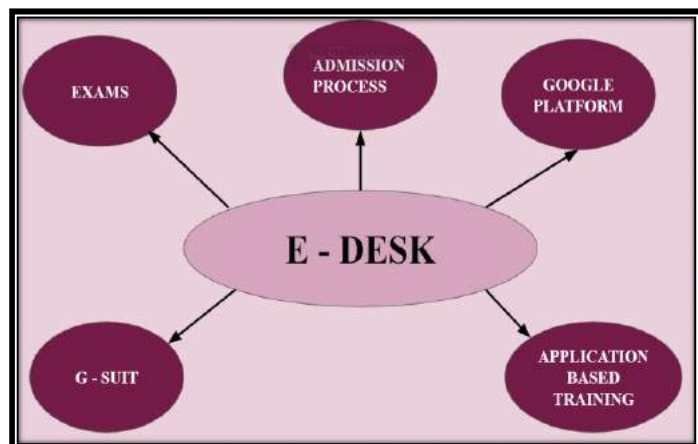 EXAMS
ADMISSION
PROCESS
GOOGLE
PLATFORM
E - DESK
G - SUIT
APPLICATION
BASED
TRAINING